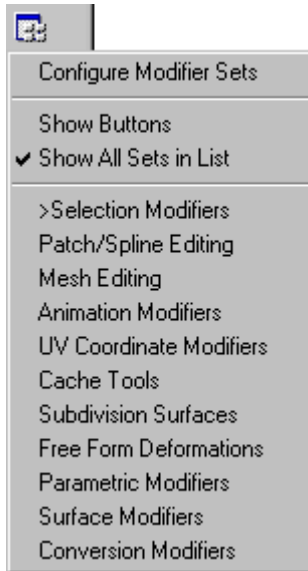 Configure Modifier Sets
Show Buttons
Show All Sets in List
>Selection Modifiers
Patch/Spline Editing
Mesh Editing
Animation Modifiers
UV Coordinate Modifiers
Cache Tools
Subdivision Surfaces
Free Form Deformations
Parametric Modifiers
Surface Modifiers
Conversion Modifiers